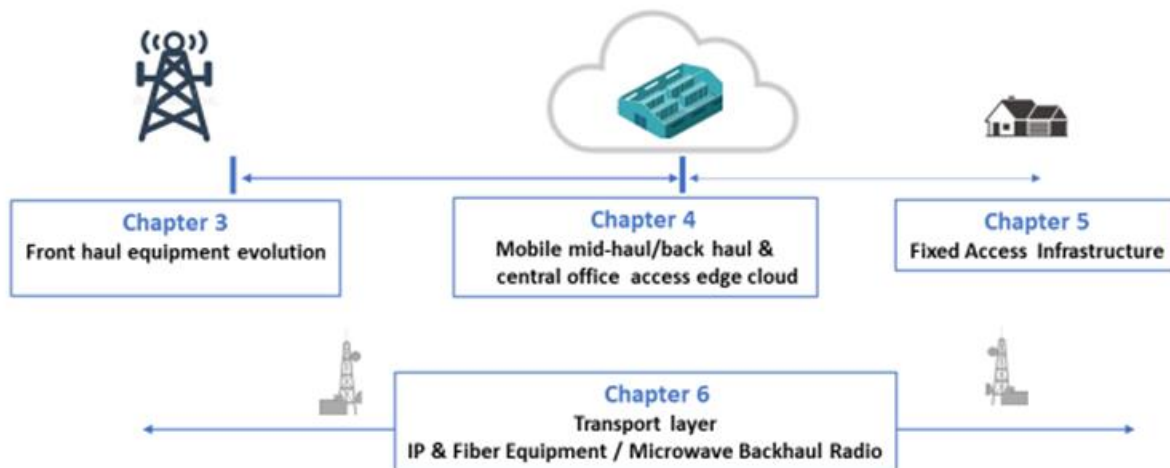 Chapter 3
Front haul equipment evolution
Chapter 4
Mobile mid-haul/back haul &
central office access edge cloud
Chapter 5
Fixed Access Infrastructure
Chapter 6
Transport layer
IP & Fiber Equipment / Microwave Backhaul Radio